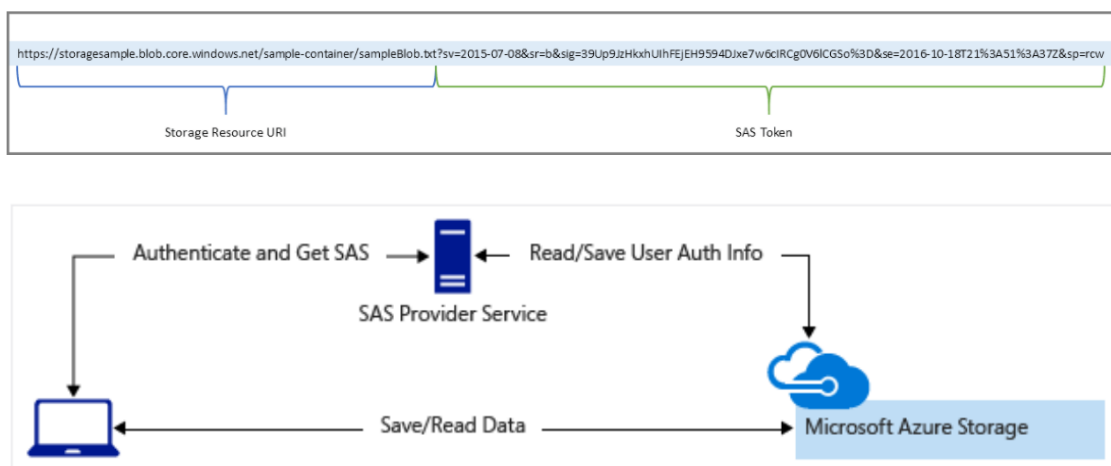 https://storagesample.blob.core.windows.net/sample-container/sampleBlob.txt?sv=2015-07-08&sr=b&sig=39Up9JzHkxhUIhFEjEH9594DJxe7w6cIRCg0V6lCGSo%3D&se=2016-10-18T21%3A51%3A37Z&sp=rcw
Storage Resource URI
SAS Token
Authenticate and Get SAS
Read/Save User Auth Info
SAS Provider Service
Save/Read Data
Microsoft Azure Storage